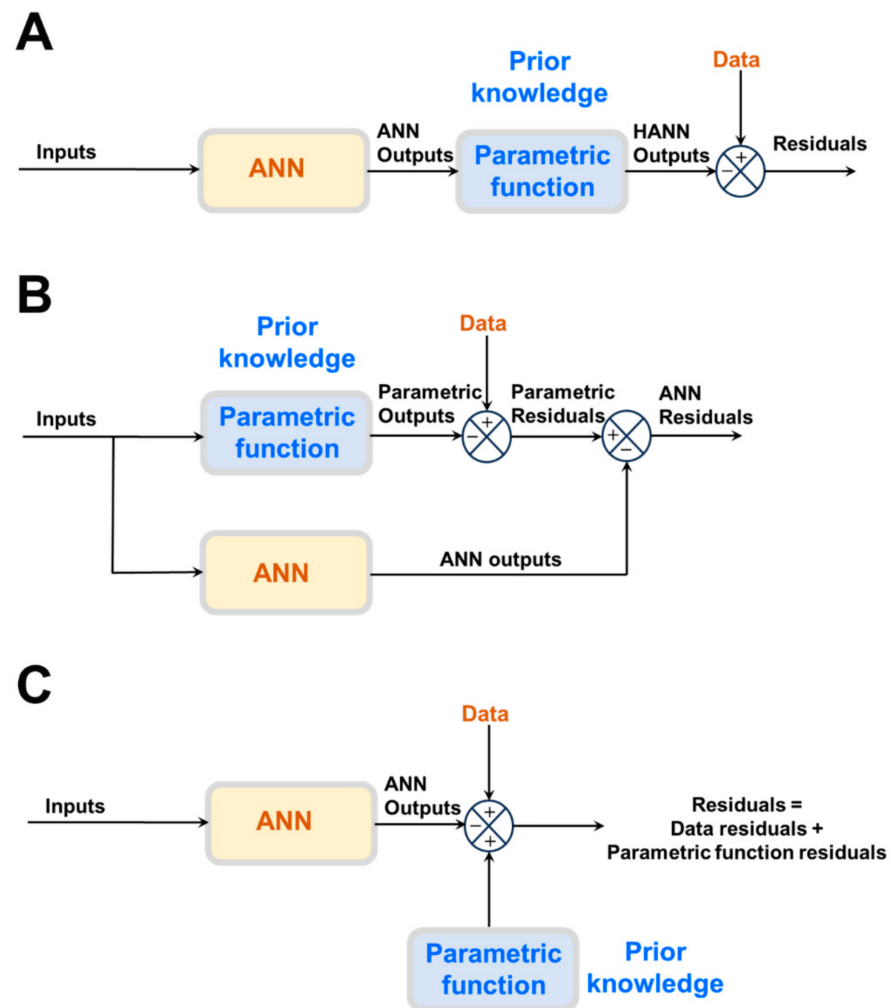 A
Prior
knowledge
Data
Inputs
ANN
ANN
Outputs
Parametric
function
HANN
Outputs
+
−
Residuals
B
Prior
knowledge
Data
Inputs
Parametric
function
Parametric
Outputs
+
−
Parametric
Residuals
+
−
ANN
Residuals
ANN
ANN outputs
C
Data
Inputs
ANN
ANN
Outputs
+
−
+
Residuals =
Data residuals +
Parametric function residuals
Parametric
function
Prior
knowledge